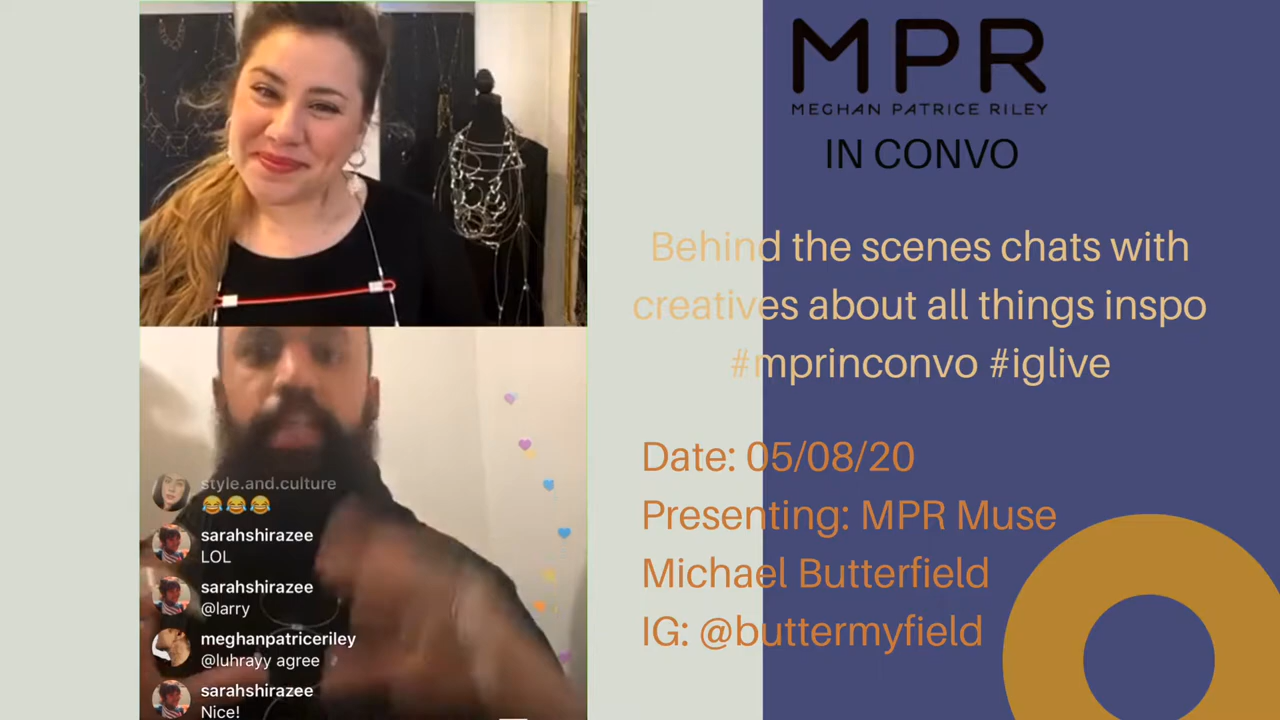 MPR
MEGHAN PATRICE RILEY
IN CONVO
Behind the scenes chats with
creatives about all things inspo
#mprinconvo #iglive
Date: 05/08/20
Presenting: MPR Muse
Michael Butterfield
IG: @buttermyfield
style.and.culture
😂😂😂
sarahshirazee
LOL
sarahshirazee
@larry
meghanpatriceriley
@luhrayy agree
sarahshirazee
Nice!